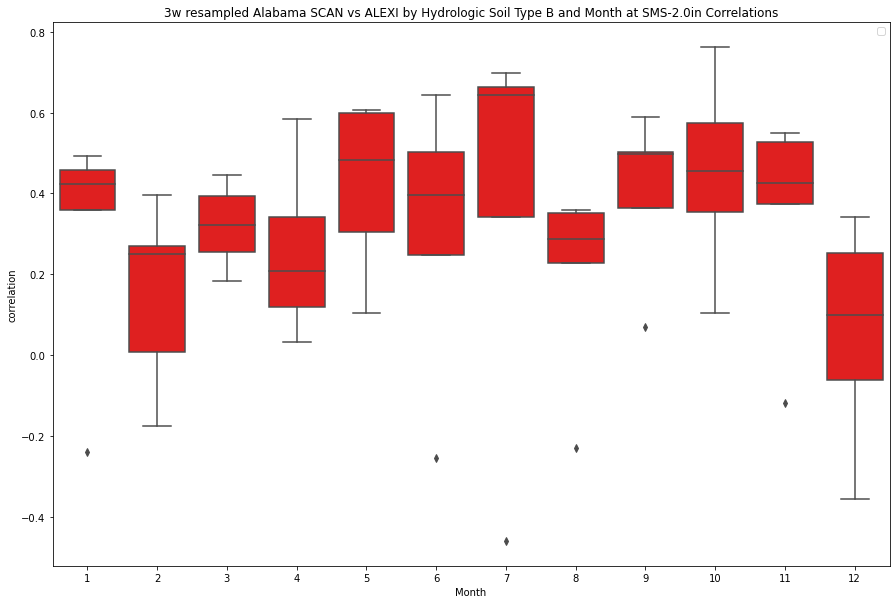 3w resampled Alabama SCAN vs ALEXI by Hydrologic Soil Type B and Month at SMS-2.0in Correlations
0.8
0.6
0.4
0.2
0.0
−0.2
−0.4
correlation
1 2 3 4 5 6 7 8 9 10 11 12
Month